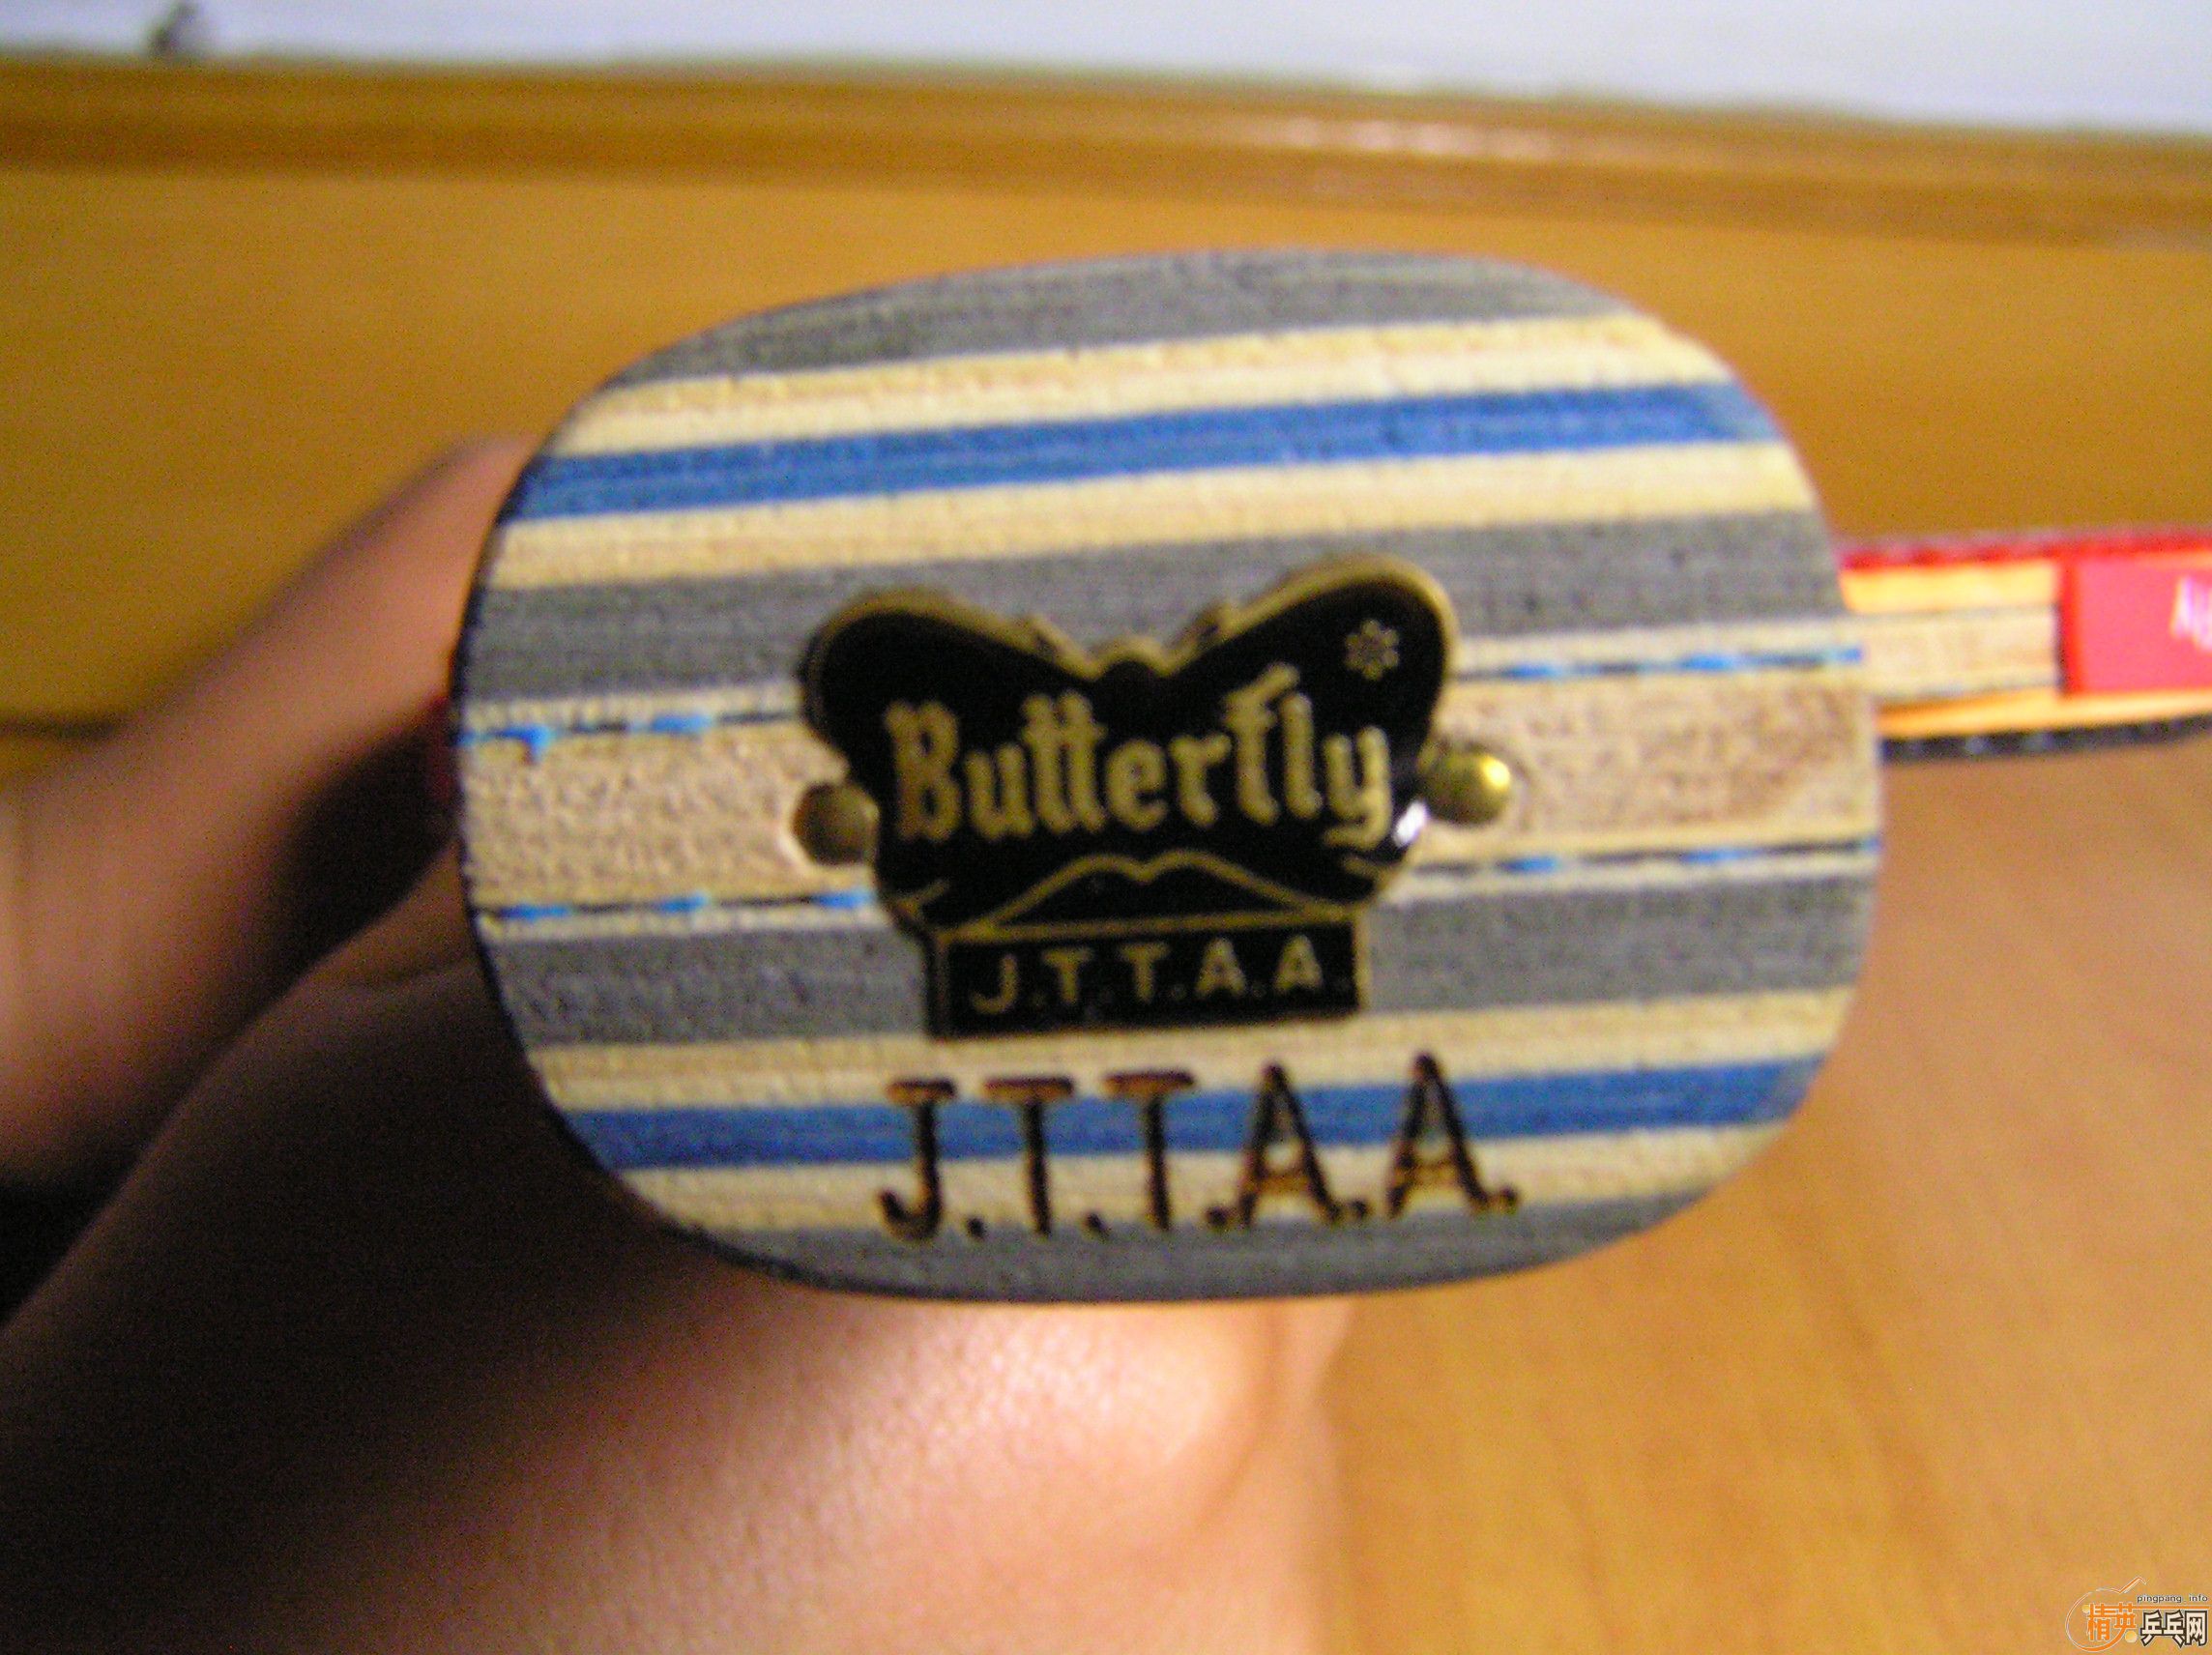 Butterfly
J.T.T.A.A.
J.T.T.A.A.
pingpang.info
精英乒乓网